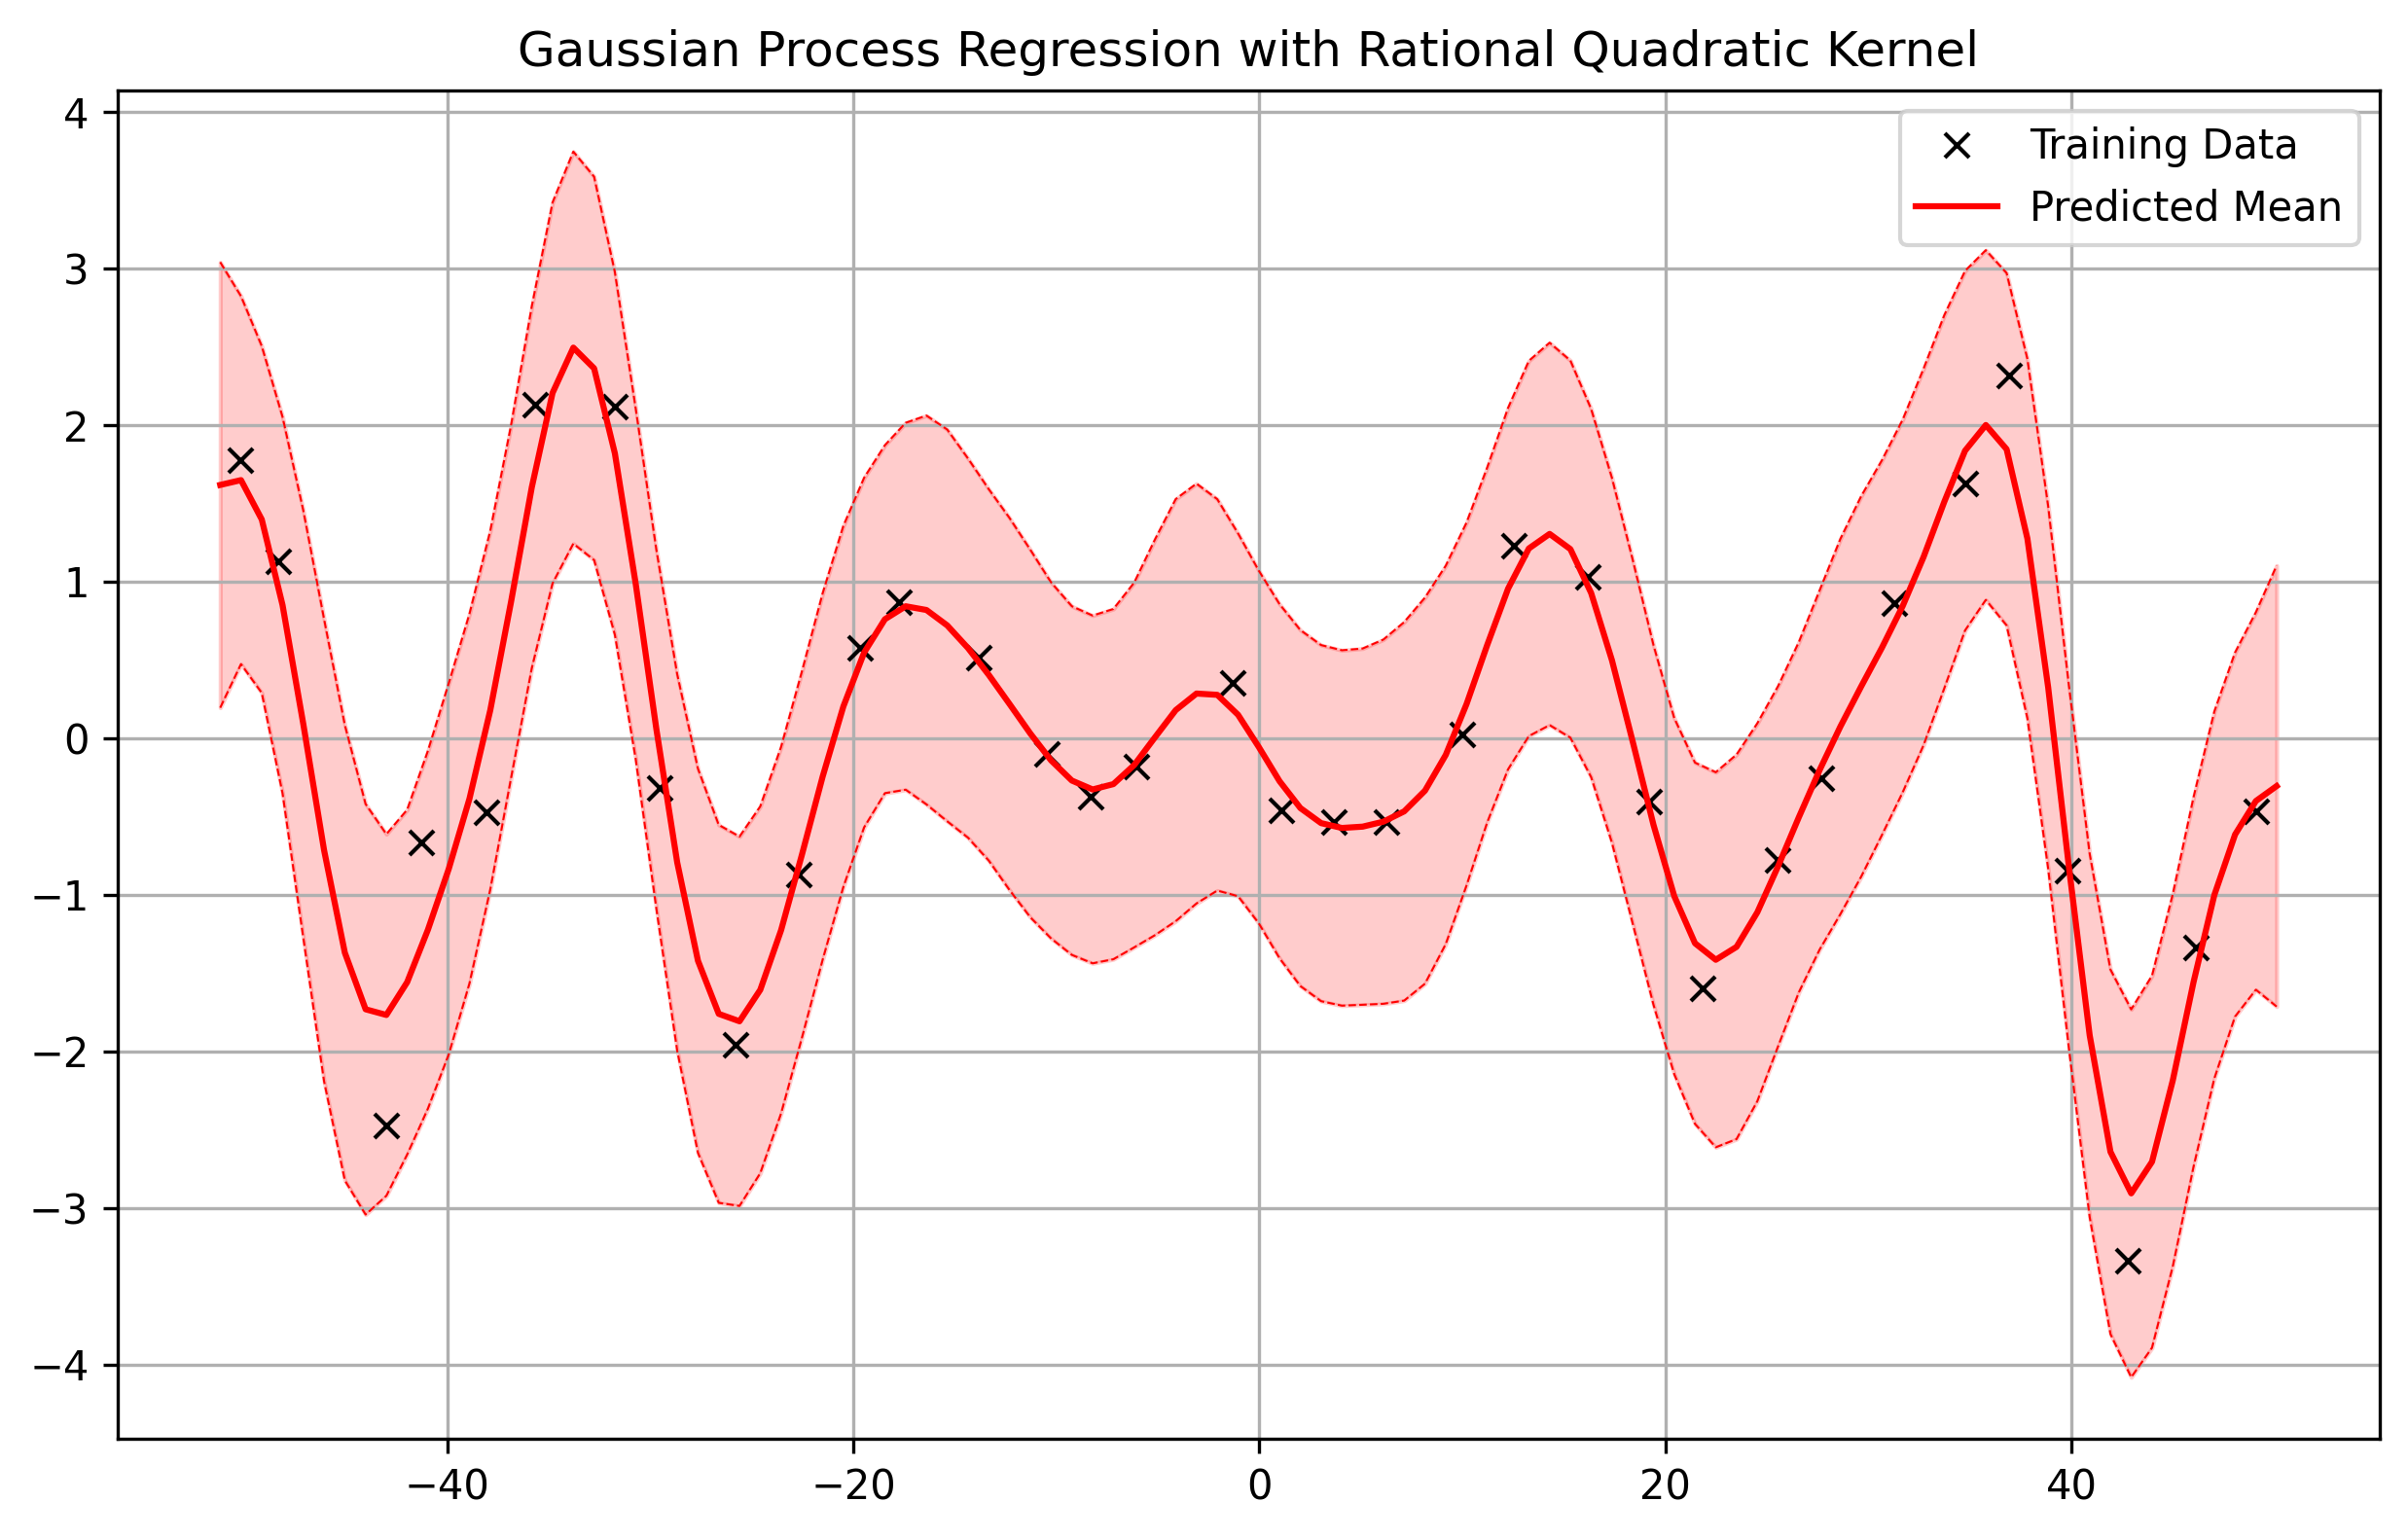 Gaussian Process Regression with Rational Quadratic Kernel
Training Data
Predicted Mean
4
3
2
1
0
−1
−2
−3
−4
−40 −20 0 20 40